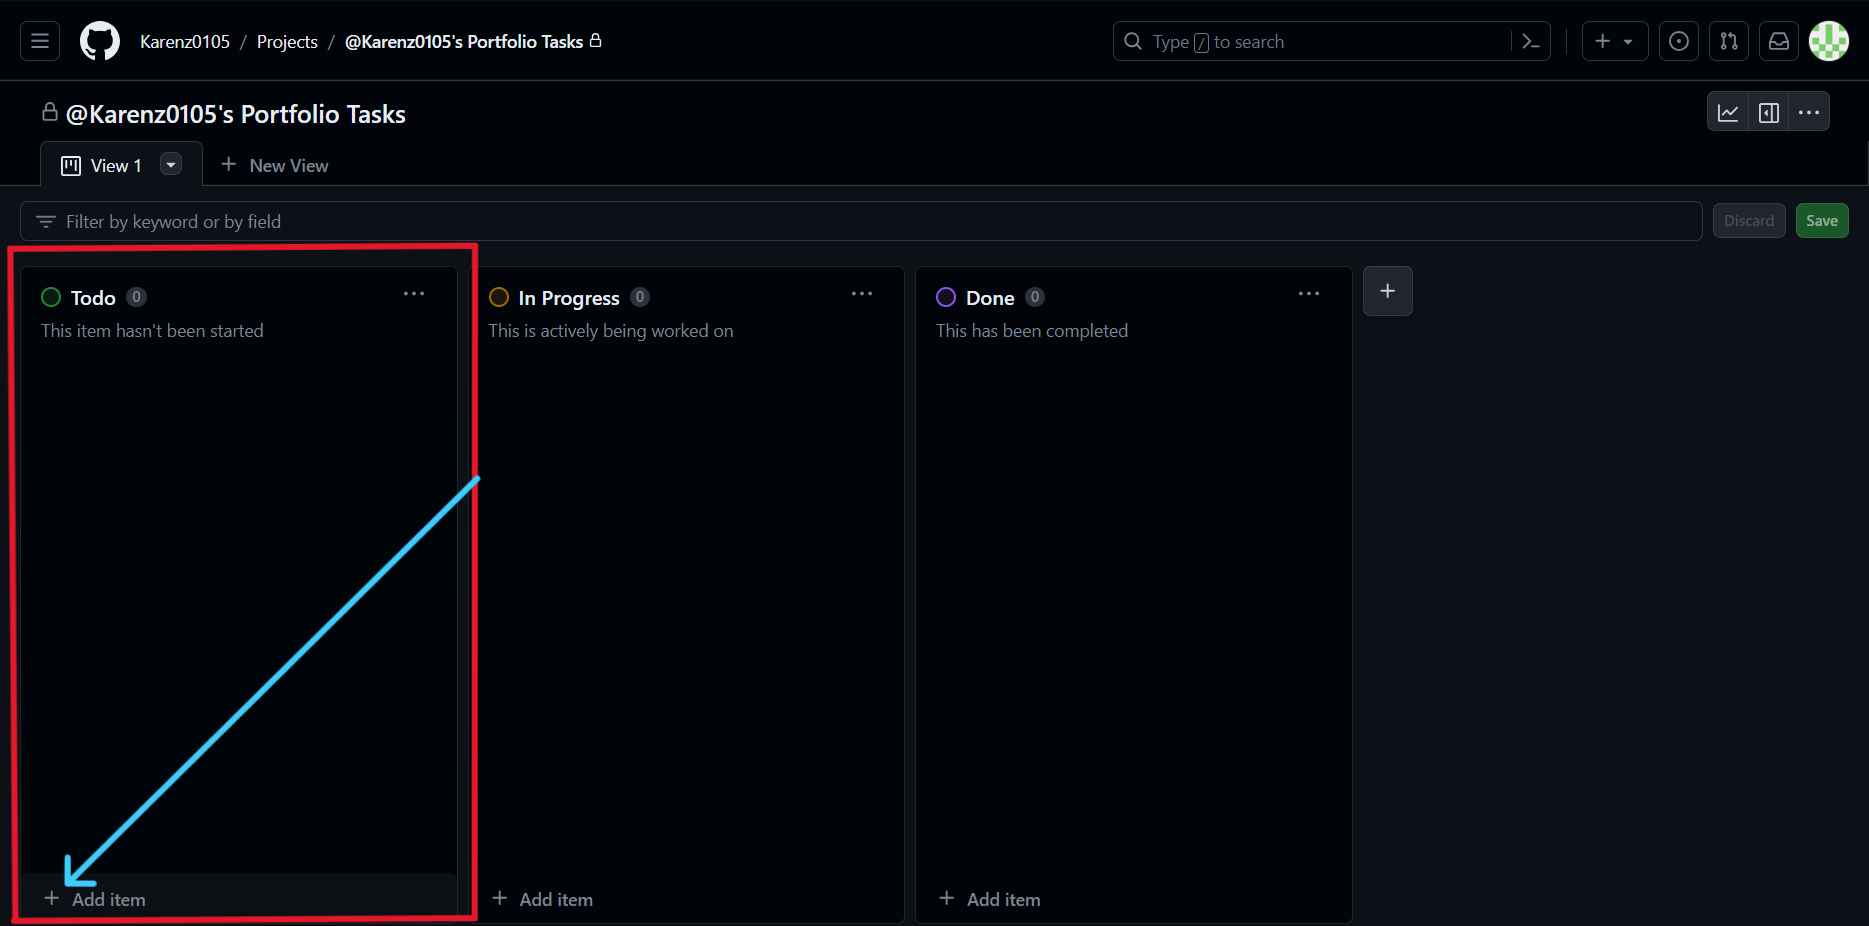 Karenz0105 / Projects / @Karenz0105's Portfolio Tasks
Type / to search
@Karenz0105's Portfolio Tasks
View 1
New View
Filter by keyword or by field
Discard
Save
Todo 0
This item hasn't been started
Add item
In Progress 0
This is actively being worked on
Add item
Done 0
This has been completed
Add item